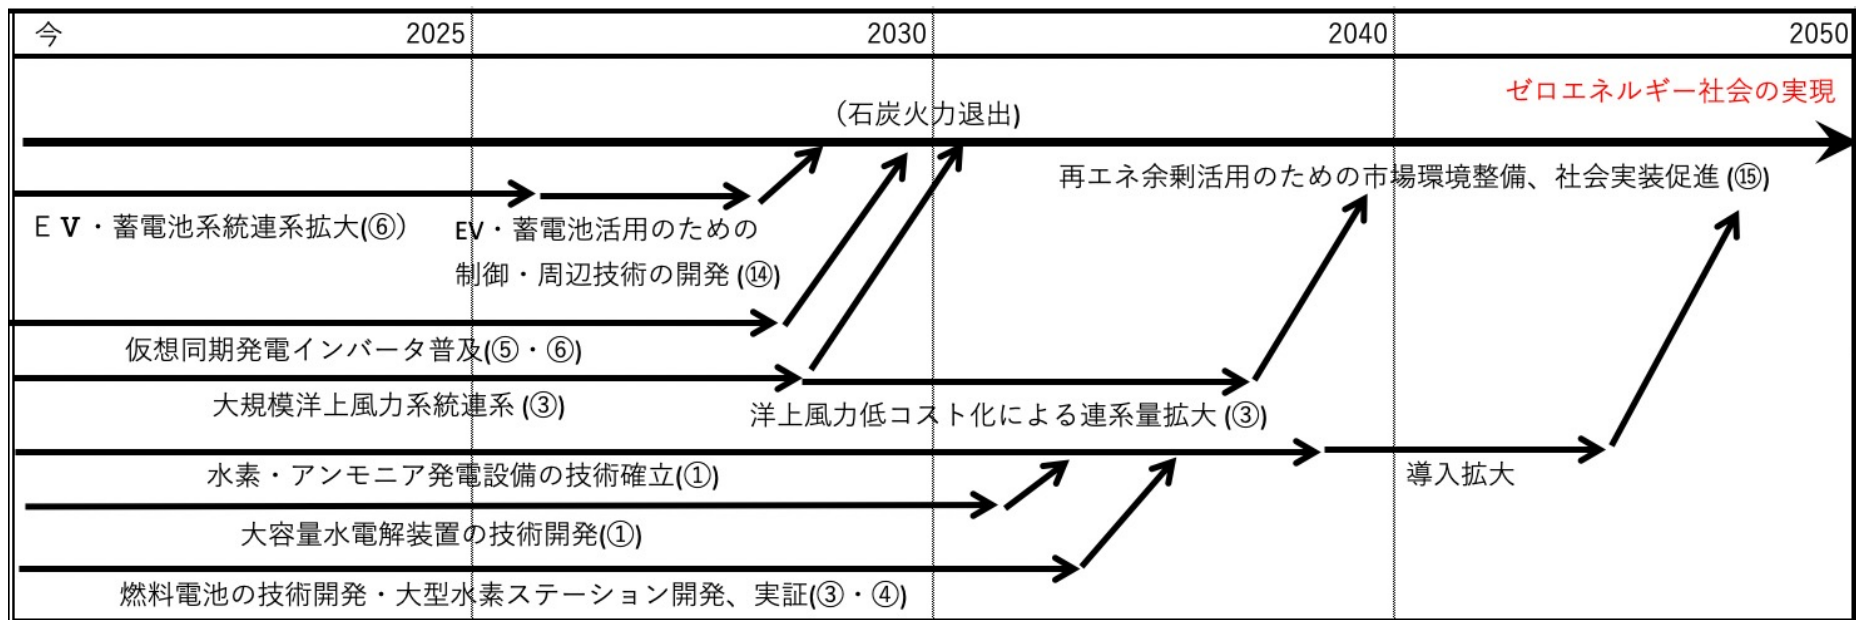 今 2025 2030 2040 2050
ゼロエネルギー社会の実現
(石炭火力退出)
再エネ余剰活用のための市場環境整備、社会実装促進 (⑮)
EV・蓄電池系統連系拡大(⑥)
EV・蓄電池活用のための
制御・周辺技術の開発 (⑭)
仮想同期発電インバータ普及(⑤・⑥)
大規模洋上風力系統連系 (③)
洋上風力低コスト化による連系量拡大 (③)
水素・アンモニア発電設備の技術確立(①)
導入拡大
大容量水電解装置の技術開発(①)
燃料電池の技術開発・大型水素ステーション開発、実証(③・④)